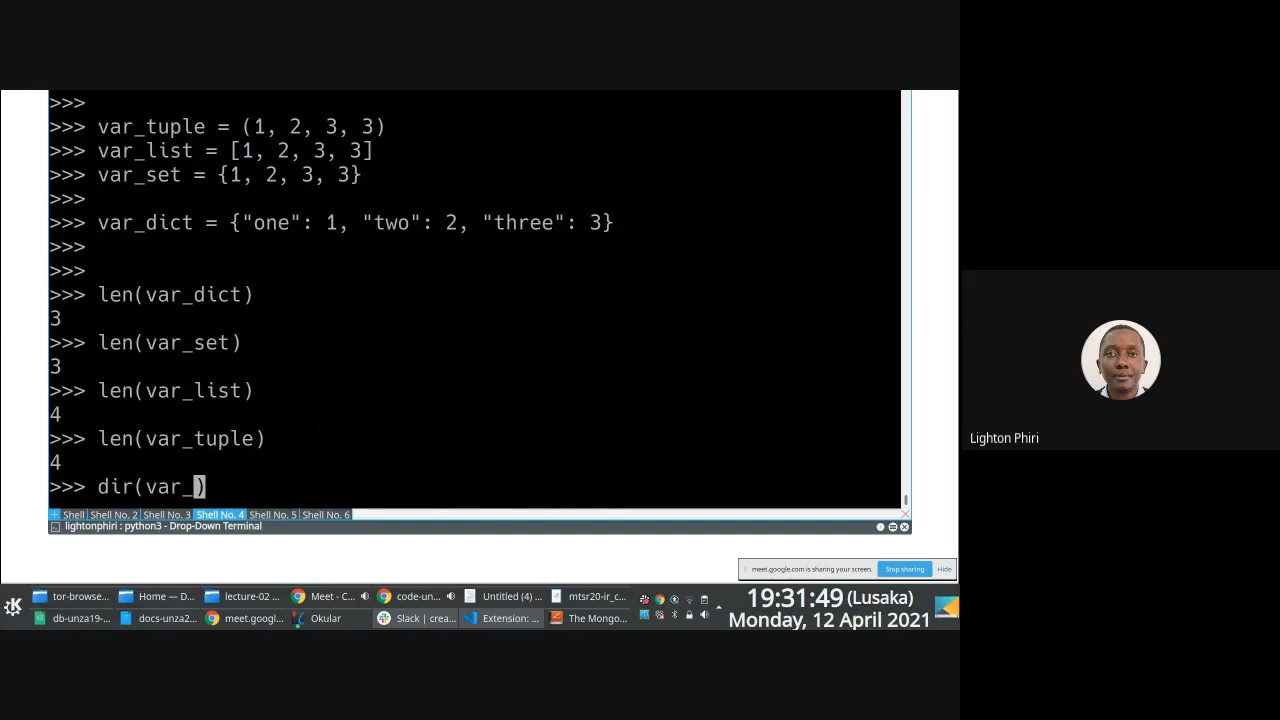 >>>
>>> var_tuple = (1, 2, 3, 3)
>>> var_list = [1, 2, 3, 3]
>>> var_set = {1, 2, 3, 3}
>>>
>>> var_dict = {"one": 1, "two": 2, "three": 3}
>>>
>>>
>>> len(var_dict)
3
>>> len(var_set)
3
>>> len(var_list)
4
>>> len(var_tuple)
4
>>> dir(var_)
Shell Shell No. 2 Shell No. 3 Shell No. 4 Shell No. 5 Shell No. 6
lightonphiri : python3 - Drop-Down Terminal
Lighton Phiri
meet.google.com is sharing your screen. Stop sharing Hide
tor-browse... Home — D... lecture-02 ... Meet - C... code-un... Untitled (4) ... mtsr20-ir_c...
db-unza19-... docs-unza2... meet.googl... Okular Slack | crea... Extension: ... The Mongo...
19:31:49 (Lusaka)
Monday, 12 April 2021